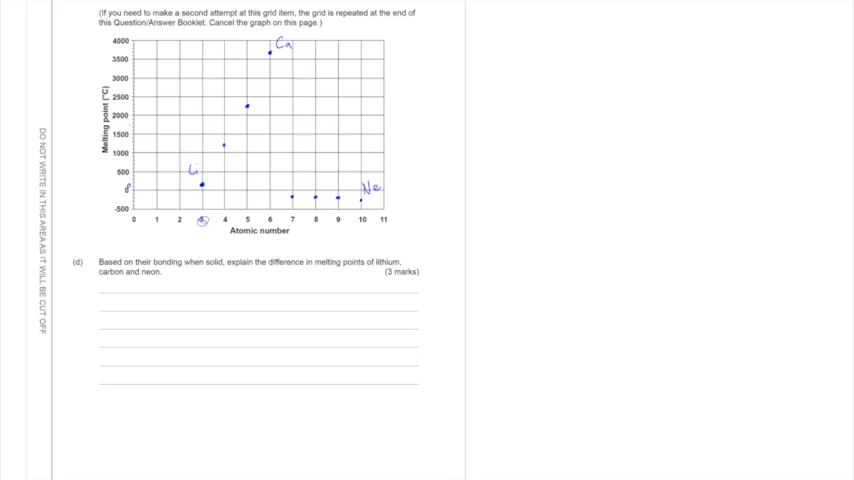 (If you need to make a second attempt at this grid item, the grid is repeated at the end of
this Question/Answer Booklet. Cancel the graph on this page.)
4000
Ca
3500
3000
2500
2000
1500
1000
Li
500
0
Ne
-500
Melting point (°C)
0 1 2 3 4 5 6 7 8 9 10 11
Atomic number
DO NOT WRITE IN THIS AREA AS IT WILL BE CUT OFF
(d) Based on their bonding when solid, explain the difference in melting points of lithium,
carbon and neon. (3 marks)